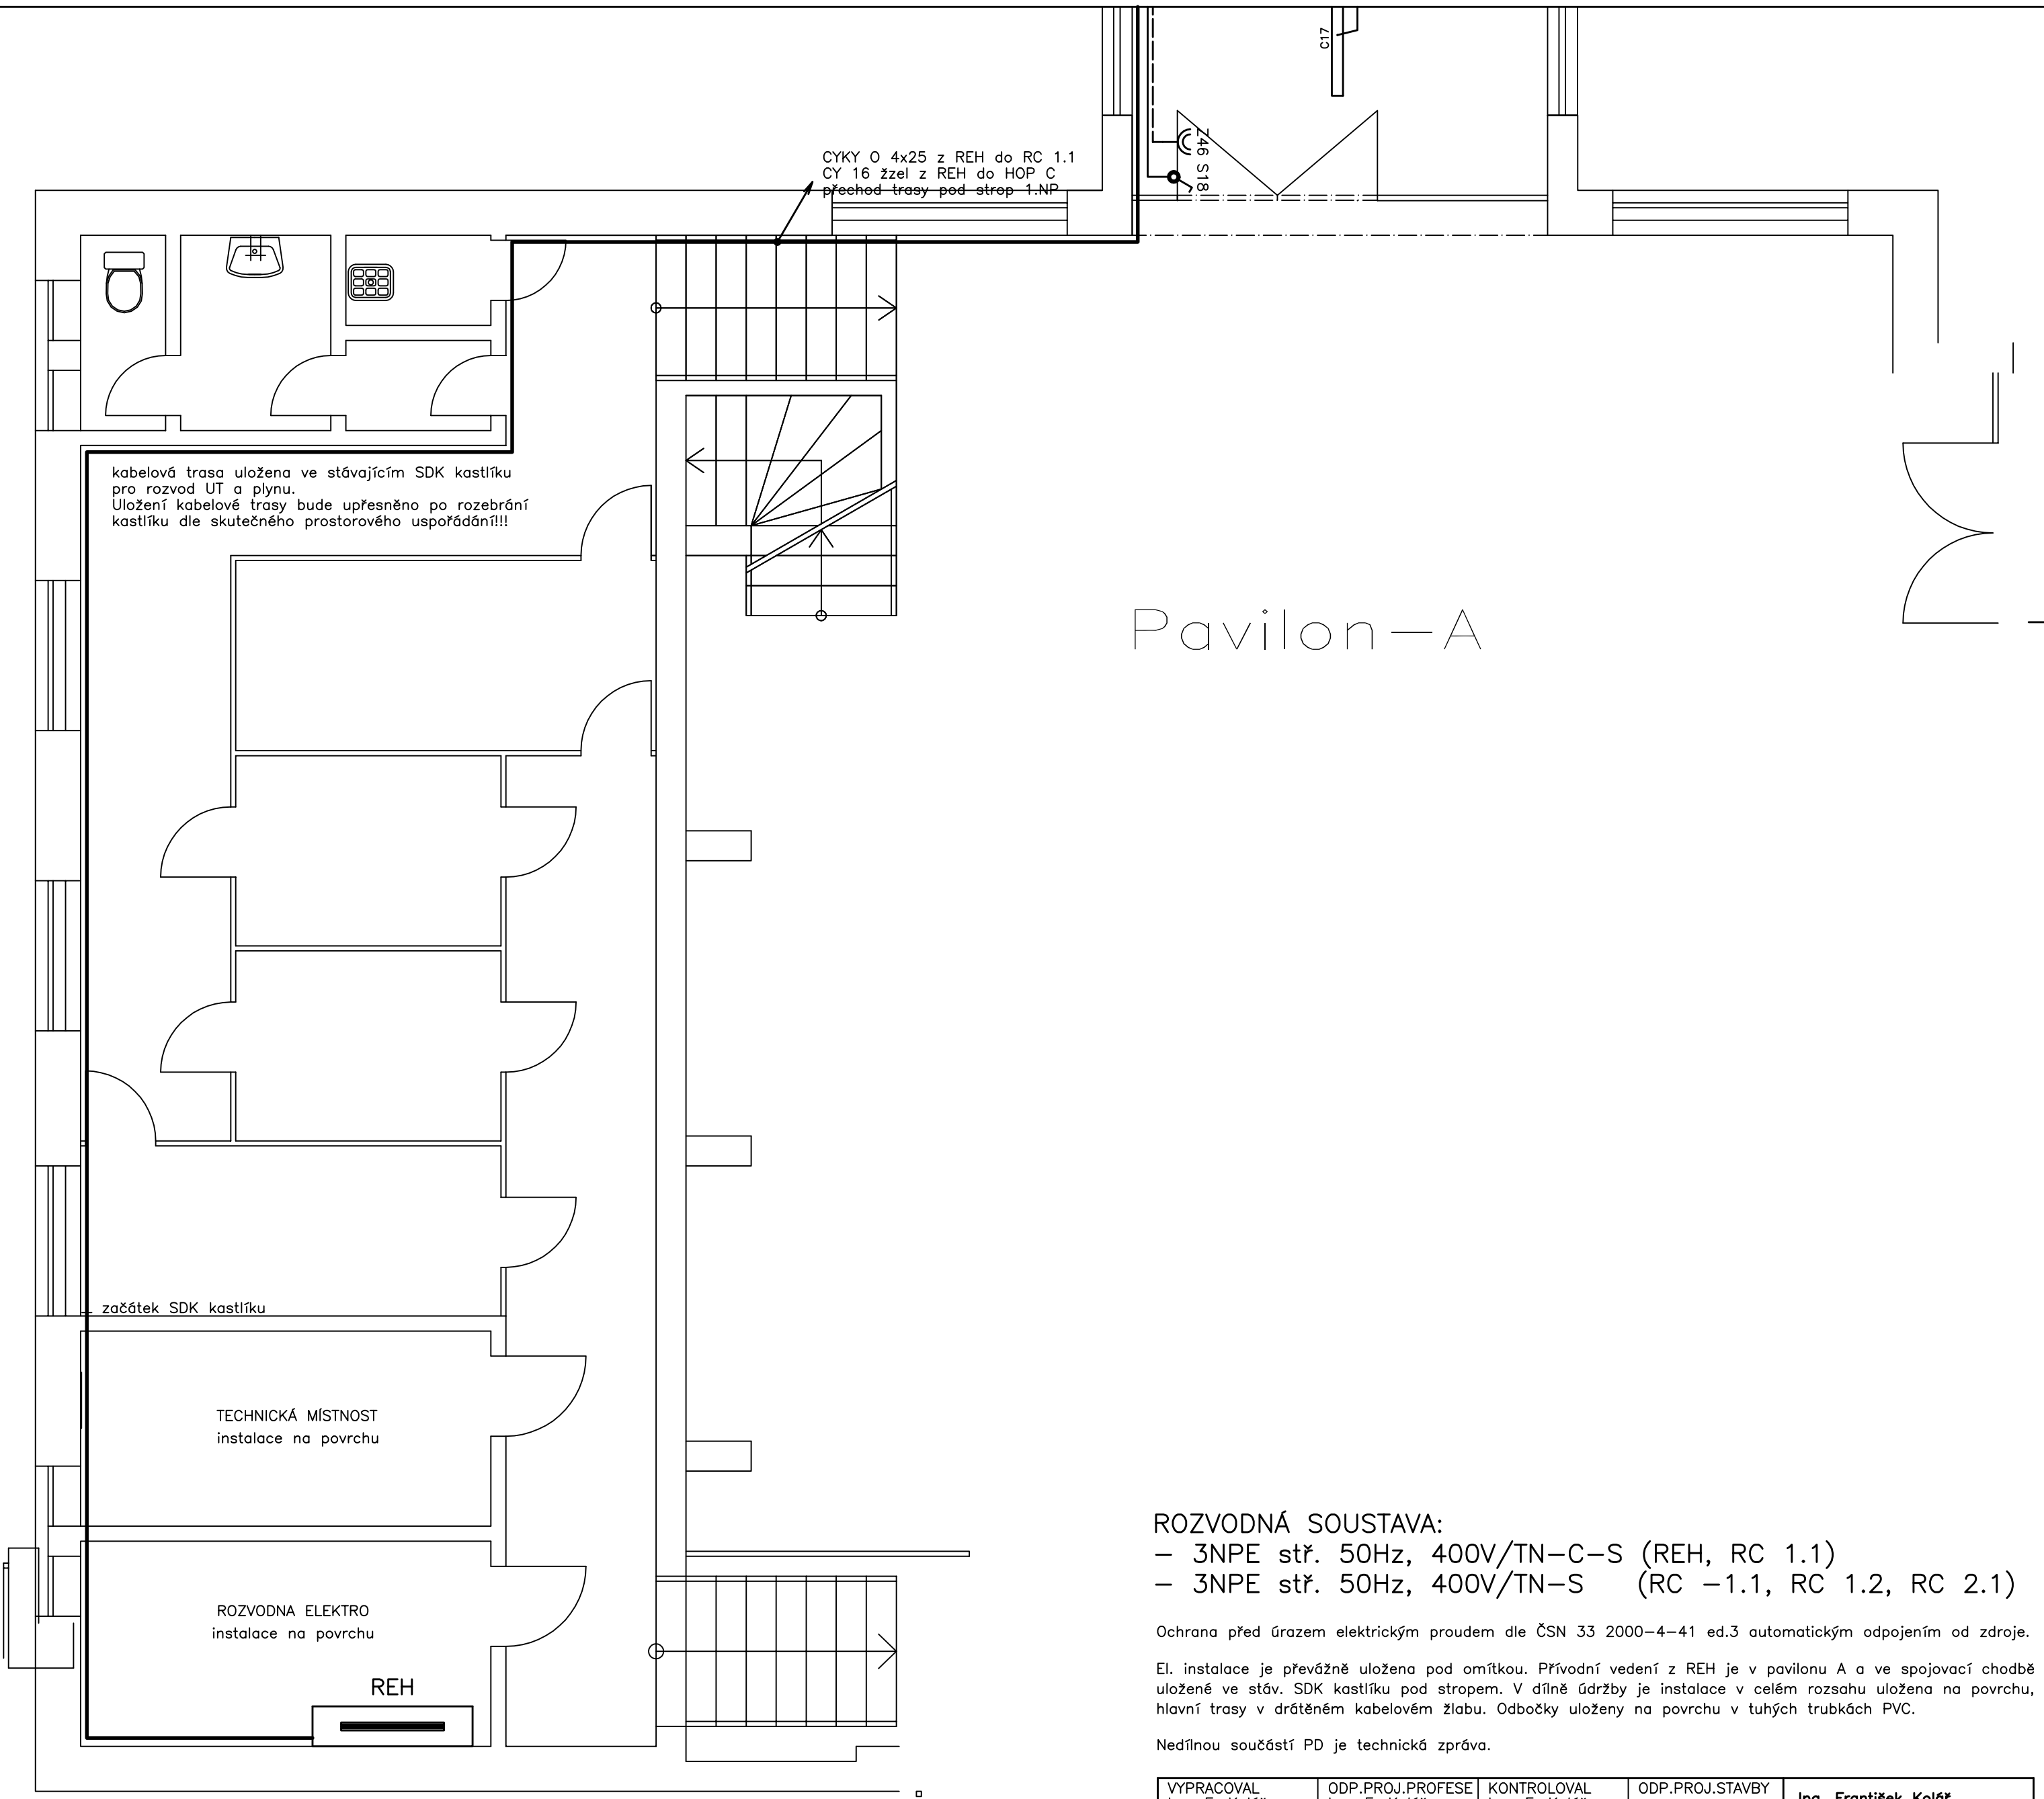 C17
Z46 S18
CYKY O 4x25 z REH do RC 1.1
CY 16 žzel z REH do HOP C
přechod trasy pod strop 1.NP
kabelová trasa uložena ve stávajícím SDK kastlíku
pro rozvod UT a plynu.
Uložení kabelové trasy bude upřesněno po rozebrání
kastlíku dle skutečného prostorového uspořádání!!!
Pavilon-A
začátek SDK kastlíku
TECHNICKÁ MÍSTNOST
instalace na povrchu
ROZVODNA ELEKTRO
instalace na povrchu
REH
ROZVODNÁ SOUSTAVA:
- 3NPE stř. 50Hz, 400V/TN-C-S (REH, RC 1.1)
- 3NPE stř. 50Hz, 400V/TN-S (RC -1.1, RC 1.2, RC 2.1)
Ochrana před úrazem elektrickým proudem dle ČSN 33 2000-4-41 ed.3 automatickým odpojením od zdroje.
El. instalace je převážně uložena pod omítkou. Přívodní vedení z REH je v pavilonu A a ve spojovací chodbě
uložené ve stáv. SDK kastlíku pod stropem. V dílně údržby je instalace v celém rozsahu uložena na povrchu,
hlavní trasy v drátěném kabelovém žlabu. Odbočky uloženy na povrchu v tuhých trubkách PVC.
Nedílnou součástí PD je technická zpráva.
VYPRACOVAL ODP.PROJ.PROFESE KONTROLOVAL ODP.PROJ.STAVBY
Ing. František Kolář